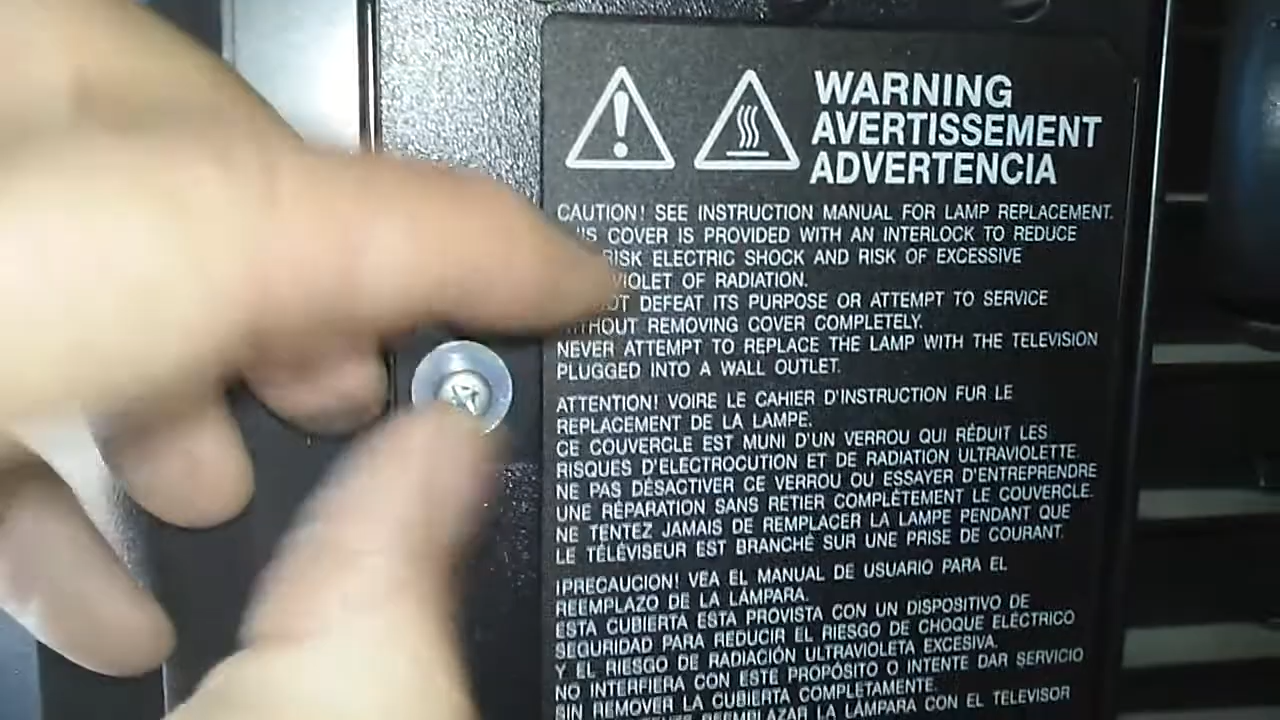 WARNING
AVERTISSEMENT
ADVERTENCIA
CAUTION! SEE INSTRUCTION MANUAL FOR LAMP REPLACEMENT.
COVER IS PROVIDED WITH AN INTERLOCK TO REDUCE
RISK ELECTRIC SHOCK AND RISK OF EXCESSIVE
OF RADIATION.
DEFEAT ITS PURPOSE OR ATTEMPT TO SERVICE
WITHOUT REMOVING COVER COMPLETELY.
NEVER ATTEMPT TO REPLACE THE LAMP WITH THE TELEVISION
PLUGGED INTO A WALL OUTLET.
ATTENTION! VOIRE LE CAHIER D'INSTRUCTION FUR LE
REPLACEMENT DE LA LAMPE.
CE COUVERCLE EST MUNI D'UN VERROU QUI RÉDUIT LES
RISQUES D'ELECTROCUTION ET DE RADIATION ULTRAVIOLETTE.
NE PAS DÉSACTIVER CE VERROU OU ESSAYER D'ENTREPRENDRE
UNE RÉPARATION SANS RETIER COMPLÈTEMENT LE COUVERCLE.
NE TENTEZ JAMAIS DE REMPLACER LA LAMPE PENDANT QUE
LE TÉLÉVISEUR EST BRANCHÉ SUR UNE PRISE DE COURANT.
¡PRECAUCION! VEA EL MANUAL DE USUARIO PARA EL
REEMPLAZO DE LA LÁMPARA.
ESTA CUBIERTA ESTA PROVISTA CON UN DISPOSITIVO DE
SEGURIDAD PARA REDUCIR EL RIESGO DE CHOQUE ELÉCTRICO
Y EL RIESGO DE RADIACIÓN ULTRAVIOLETA EXCESIVA.
NO INTERFIERA CON ESTE PROPÓSITO O INTENTE DAR SERVICIO
SIN REMOVER LA CUBIERTA COMPLETAMENTE.
REEMPLAZAR LA LÁMPARA CON EL TELEVISOR